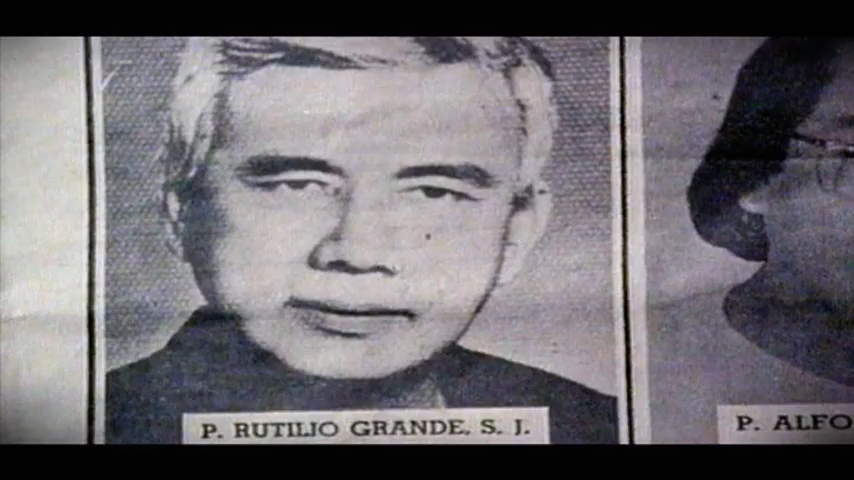 P. RUTILIO GRANDE, S. J.
P. ALFO